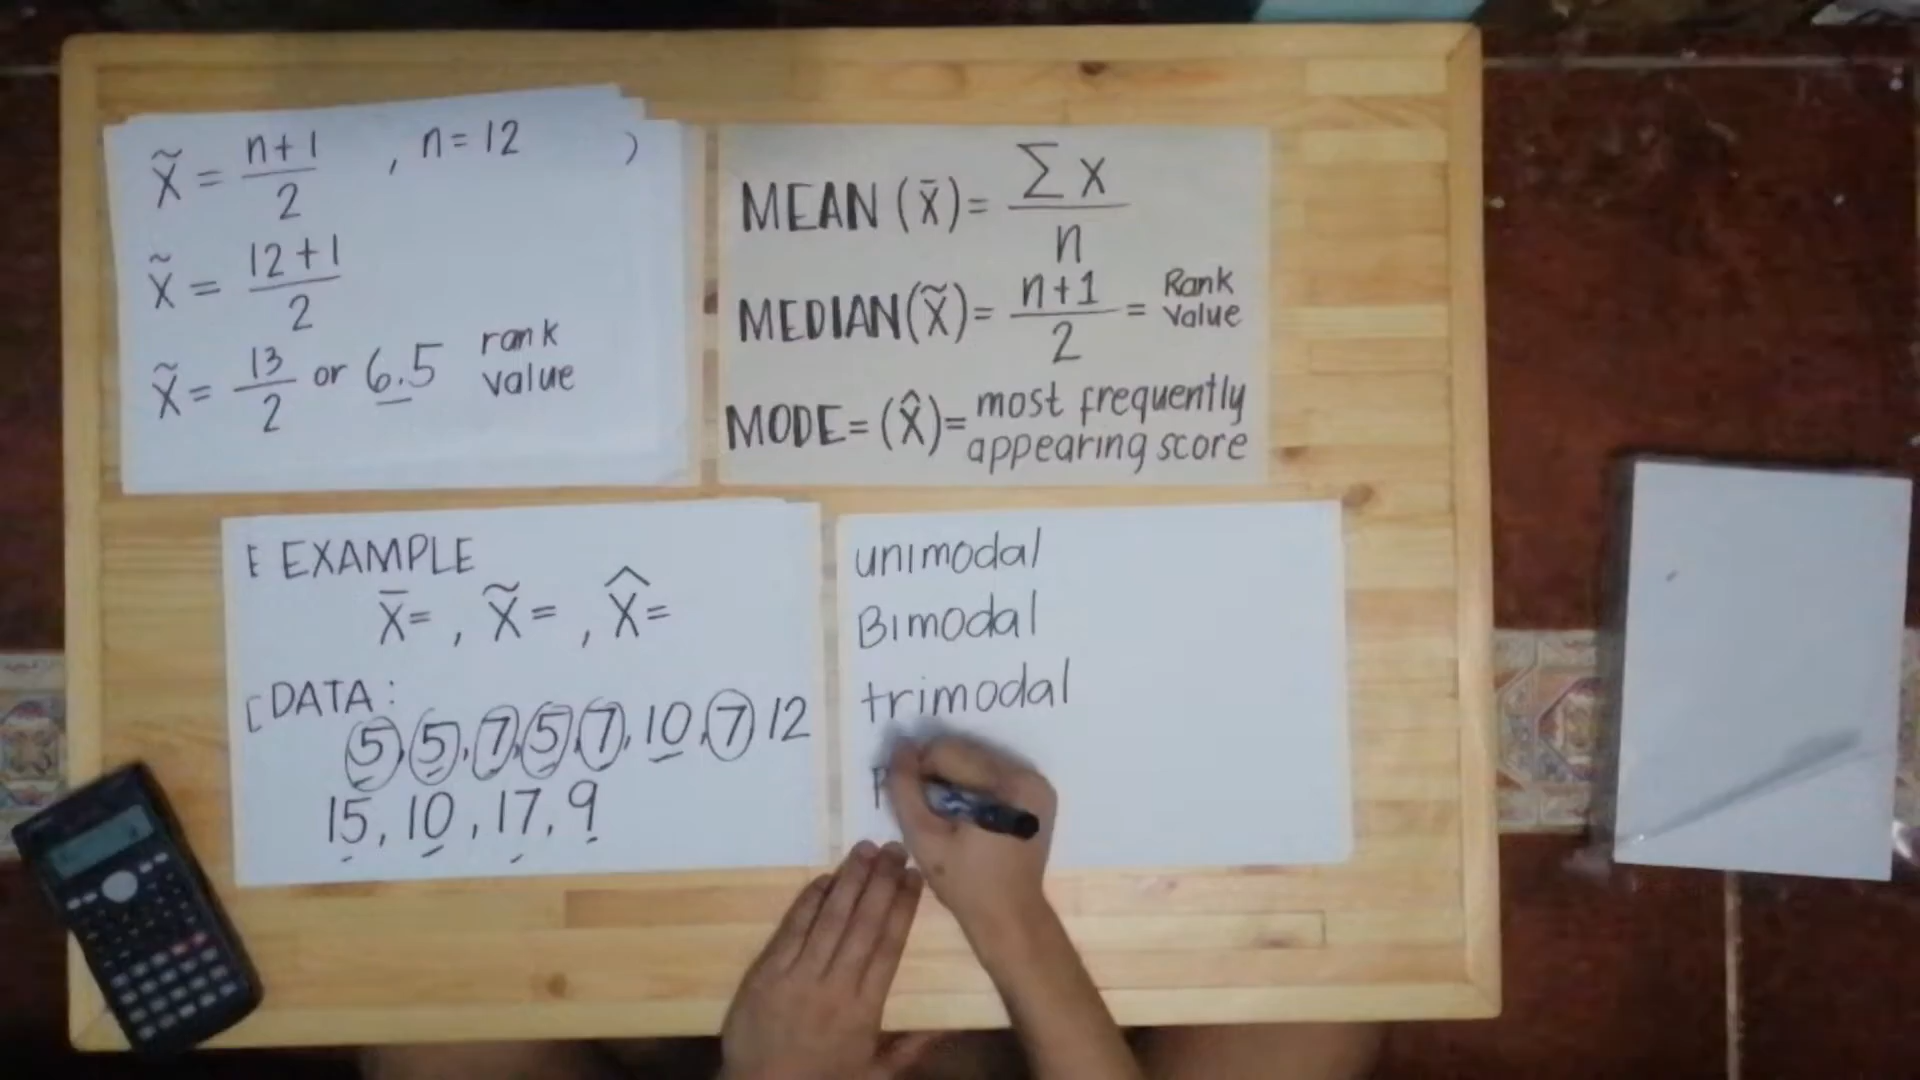 x̃ = n+1 / 2 , n = 12 )
x̃ = 12+1 / 2
x̃ = 13 / 2 or 6.5 rank value
MEAN (x̄) = ∑x / n
MEDIAN (x̃) = n+1 / 2 = Rank Value
MODE = (x̂) = most frequently
appearing score
E EXAMPLE
x̄ = , x̃ = , x̂ =
DATA:
5, 5, 7, 5, 7, 10, 7 12
15, 10, 17, 9
unimodal
Bimodal
trimodal